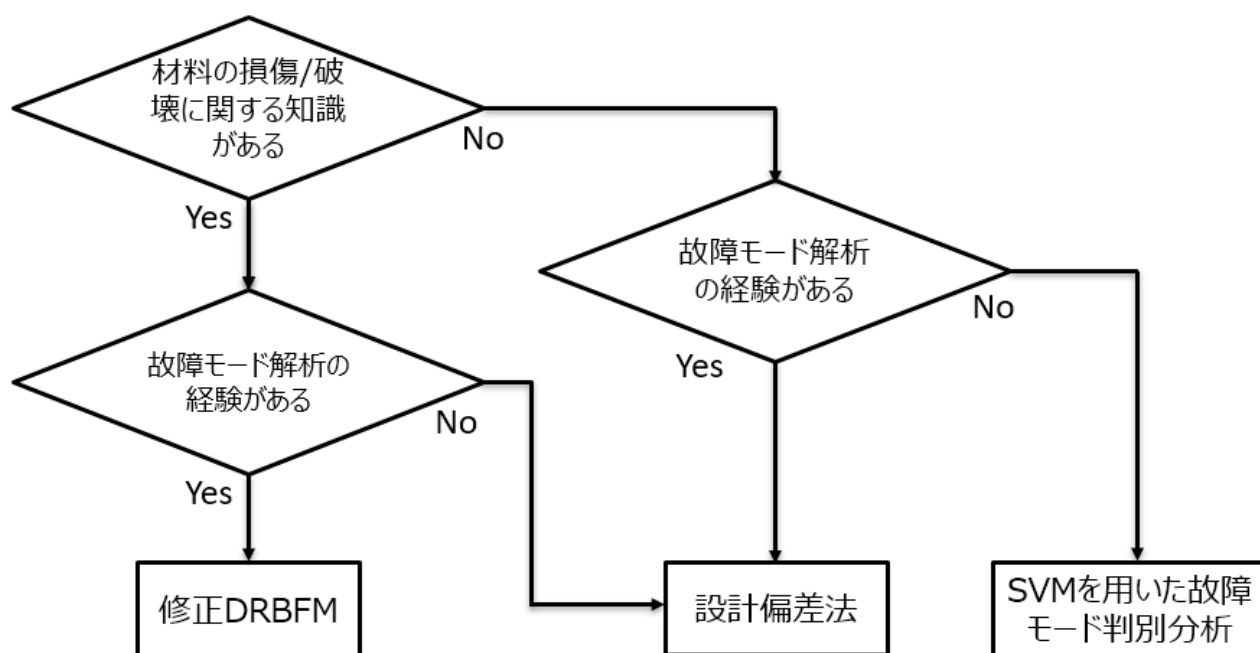 材料の損傷/破
壊に関する知識
がある
No
Yes
故障モード解析
の経験がある
No
Yes
故障モード解析の
経験がある
No
Yes
修正DRBFM
設計偏差法
SVMを用いた故障
モード判別分析